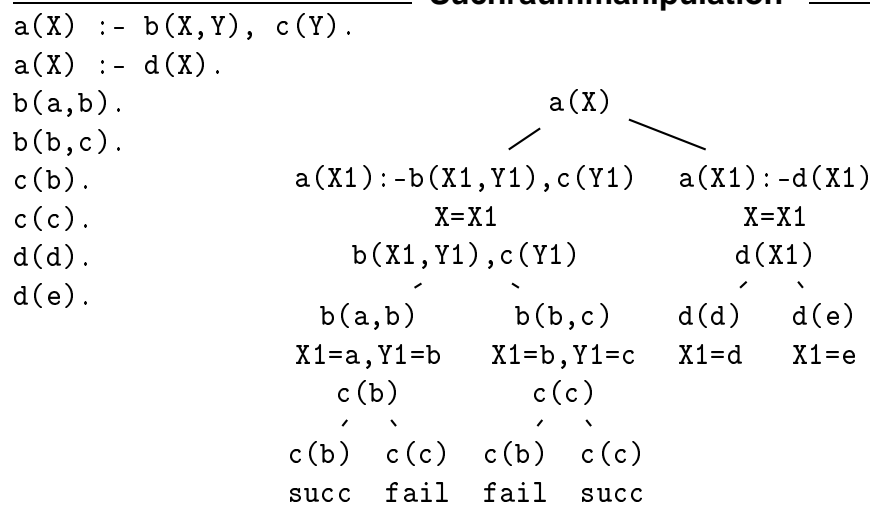 Suchraummanipulation
a(X) :- b(X,Y), c(Y).
a(X) :- d(X).
b(a,b).
b(b,c).
c(b).
c(c).
d(d).
d(e).
a(X)
a(X1):-b(X1,Y1),c(Y1) a(X1):-d(X1)
X=X1 X=X1
b(X1,Y1),c(Y1) d(X1)
b(a,b) b(b,c) d(d) d(e)
X1=a,Y1=b X1=b,Y1=c X1=d X1=e
c(b) c(c)
c(b) c(c) c(b) c(c)
succ fail fail succ